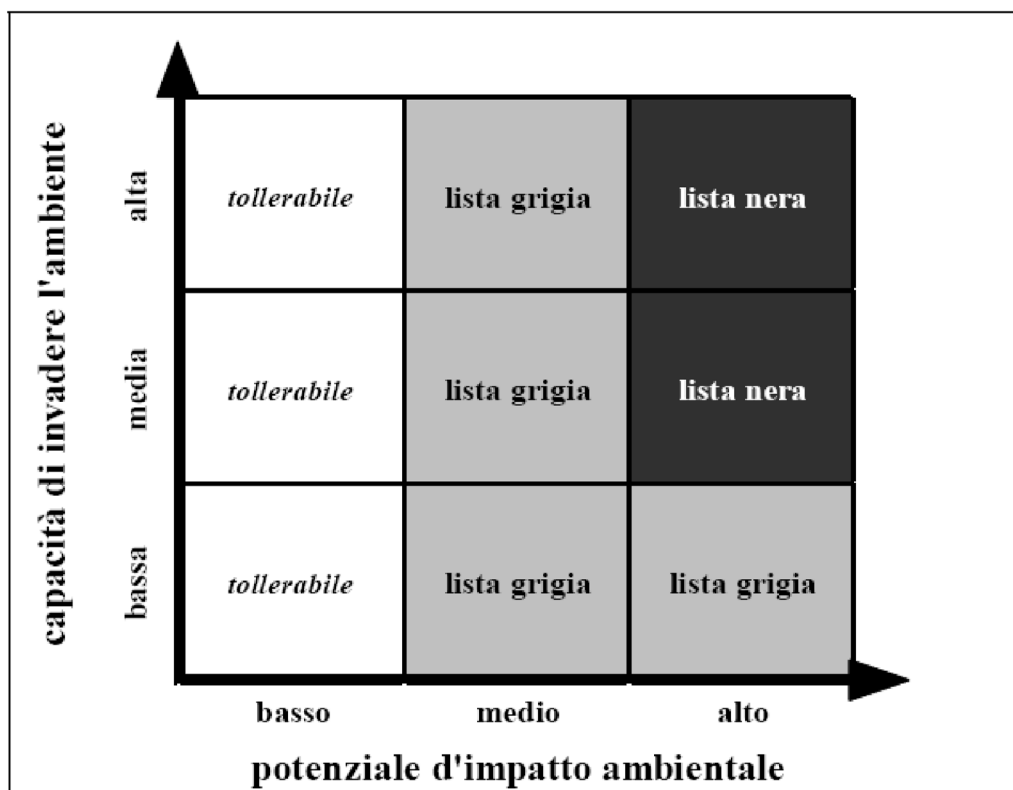 capacità di invadere l'ambiente
alta
tollerabile
lista grigia
lista nera
media
tollerabile
lista grigia
lista nera
bassa
tollerabile
lista grigia
lista grigia
basso
medio
alto
potenziale d'impatto ambientale